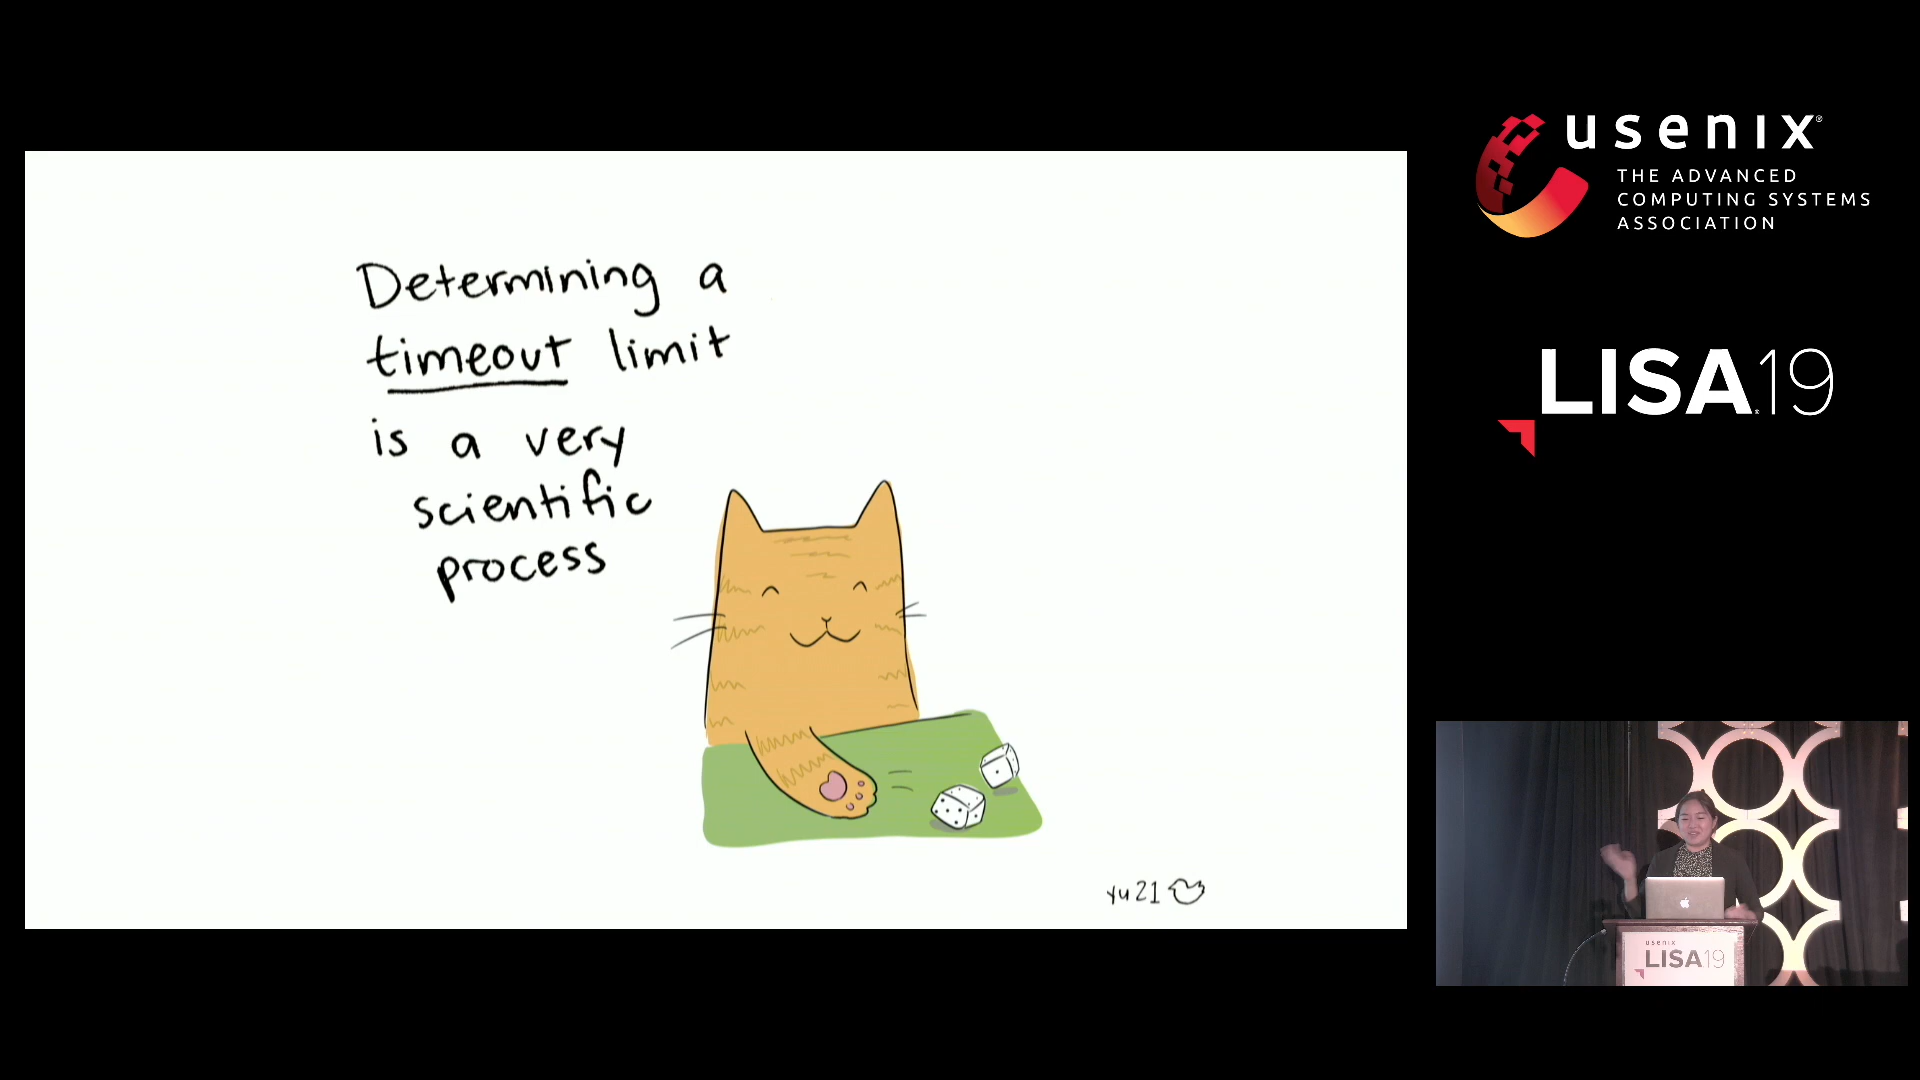 Determining a
timeout limit
is a very
scientific
process
yu21
usenix®
THE ADVANCED
COMPUTING SYSTEMS
ASSOCIATION
LISA19
usenix
LISA19